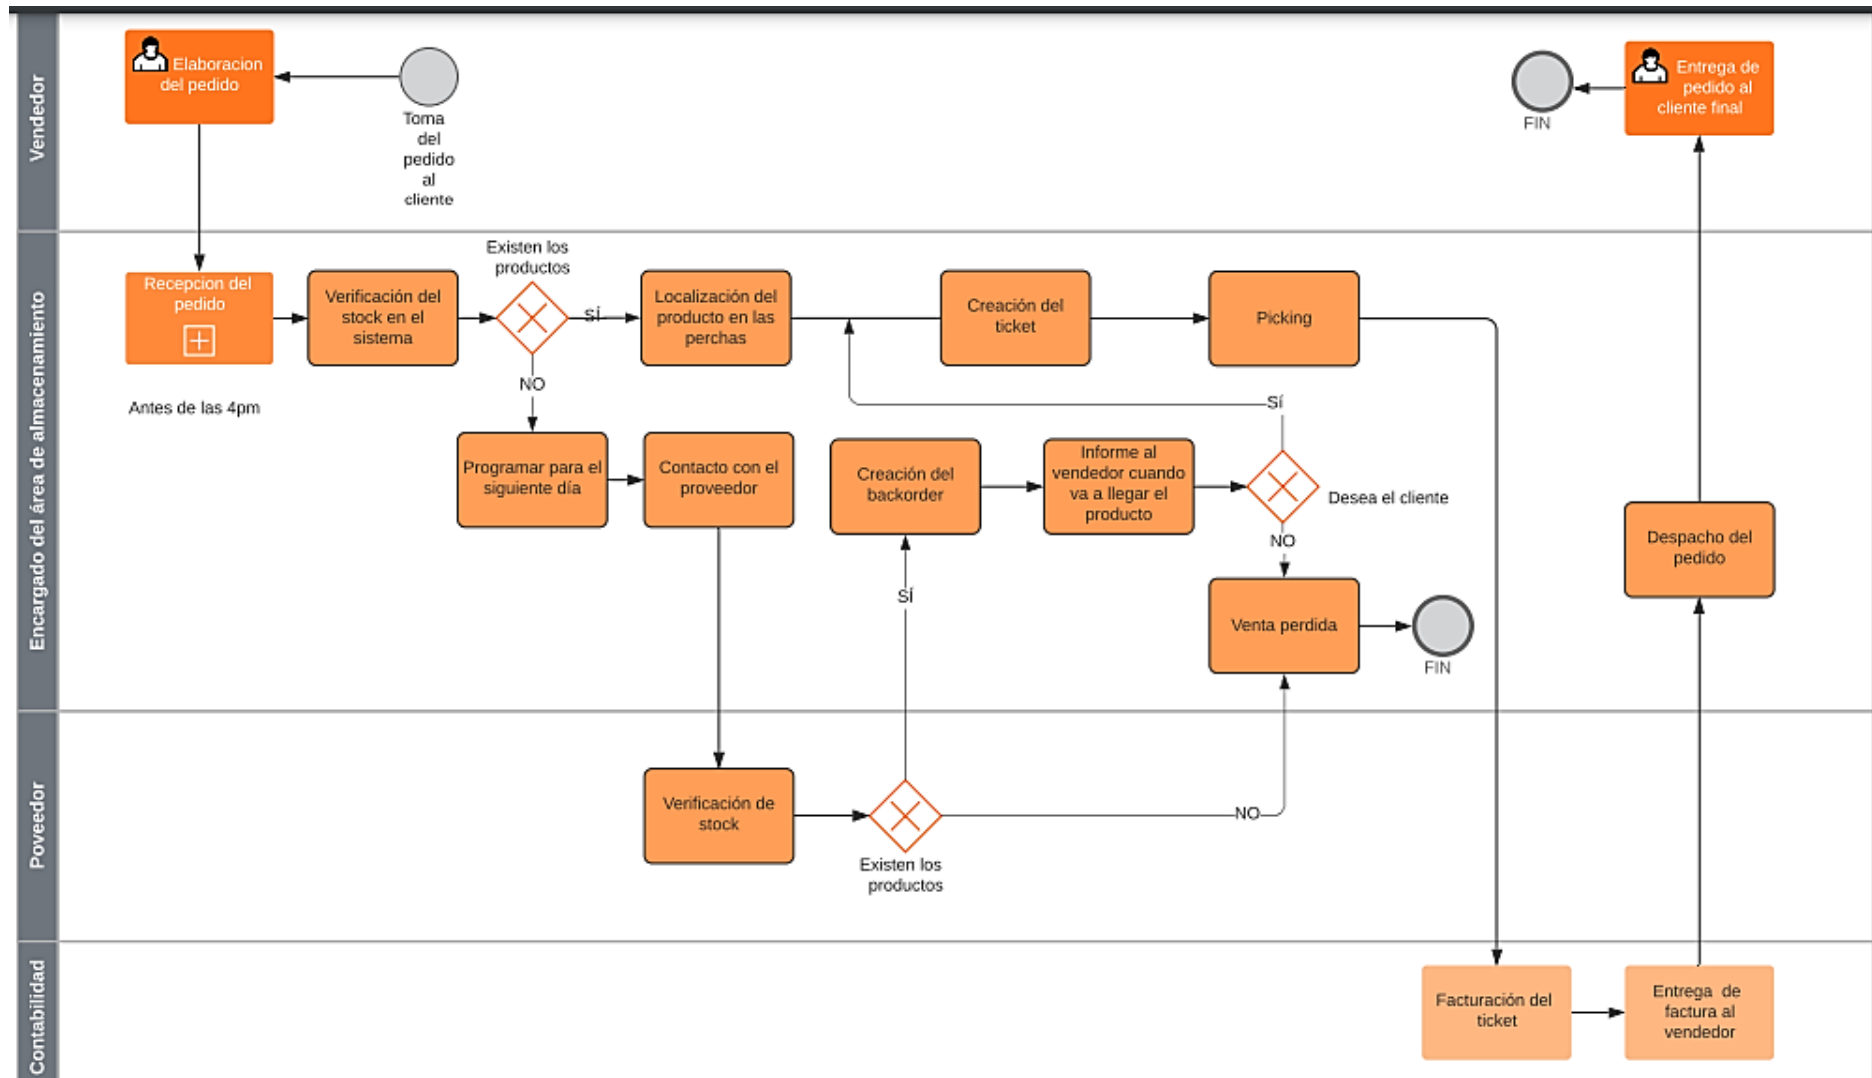 Vendedor
Elaboracion
del pedido
Toma
del
pedido
al
cliente
FIN
Entrega de
pedido al
cliente final
Encargado del área de almacenamiento
Recepcion del
pedido
Antes de las 4pm
Verificación del
stock en el
sistema
Existen los
productos
SÍ
NO
Localización del
producto en las
perchas
Creación del
ticket
Picking
Programar para el
siguiente día
Contacto con el
proveedor
Creación del
backorder
Informe al
vendedor cuando
va a llegar el
producto
SÍ
Desea el cliente
NO
SÍ
Venta perdida
FIN
Despacho del
pedido
Poveedor
Verificación de
stock
Existen los
productos
NO
Contabilidad
Facturación del
ticket
Entrega de
factura al
vendedor